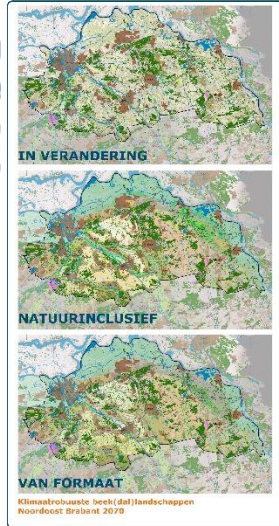 IN VERANDERING
NATUURINCLUSIEF
VAN FORMAAT
Klimaatrobuuste beek(dal)landschappen
Noordoost Brabant 2070